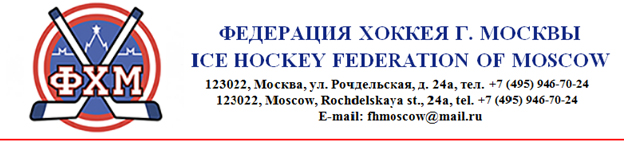 ФХМ
ФЕДЕРАЦИЯ ХОККЕЯ Г. МОСКВЫ
ICE HOCKEY FEDERATION OF MOSCOW
123022, Москва, ул. Рочдельская, д. 24а, тел. +7 (495) 946-70-24
123022, Moscow, Rochdelskaya st., 24a, tel. +7 (495) 946-70-24
E-mail: fhmoscow@mail.ru